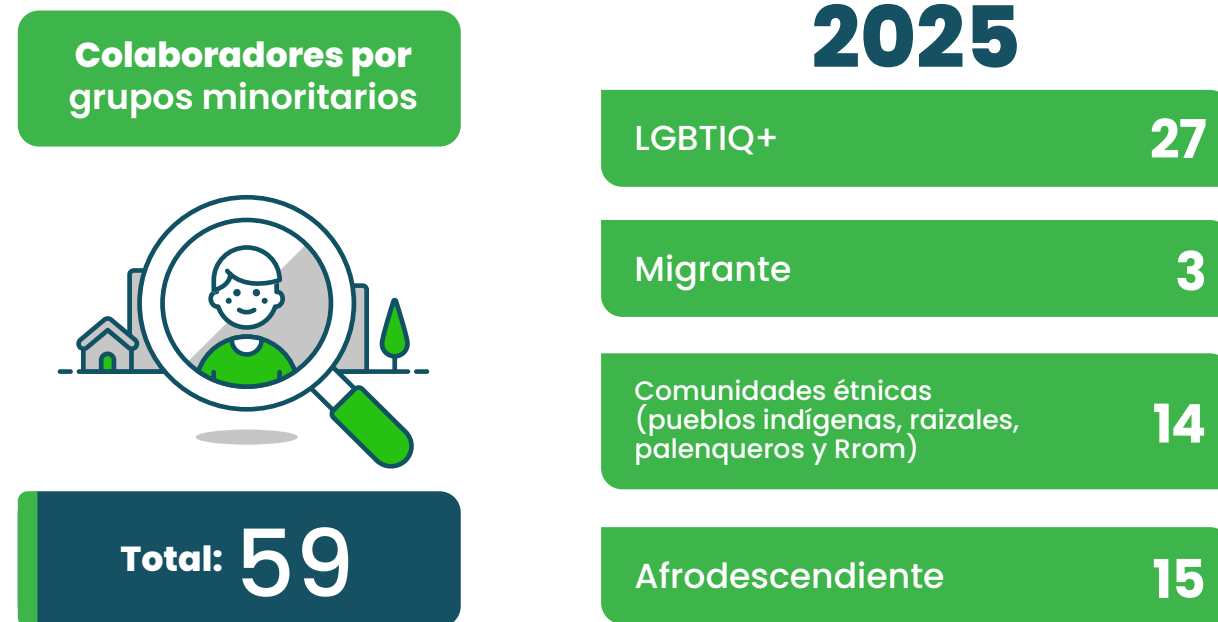 Colaboradores por
grupos minoritarios
Total: 59
2025
LGBTIQ+ 27
Migrante 3
Comunidades étnicas
(pueblos indígenas, raizales,
palenqueros y Rrom) 14
Afrodescendiente 15